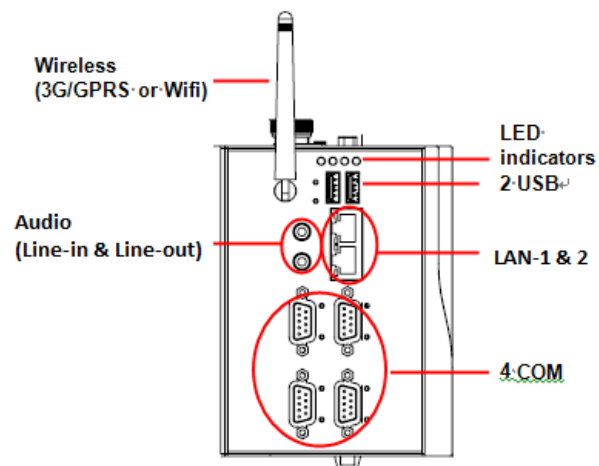 Wireless
(3G/GPRS or Wifi)
LED
indicators
2 USB
Audio
(Line-in & Line-out)
LAN-1 & 2
4 COM